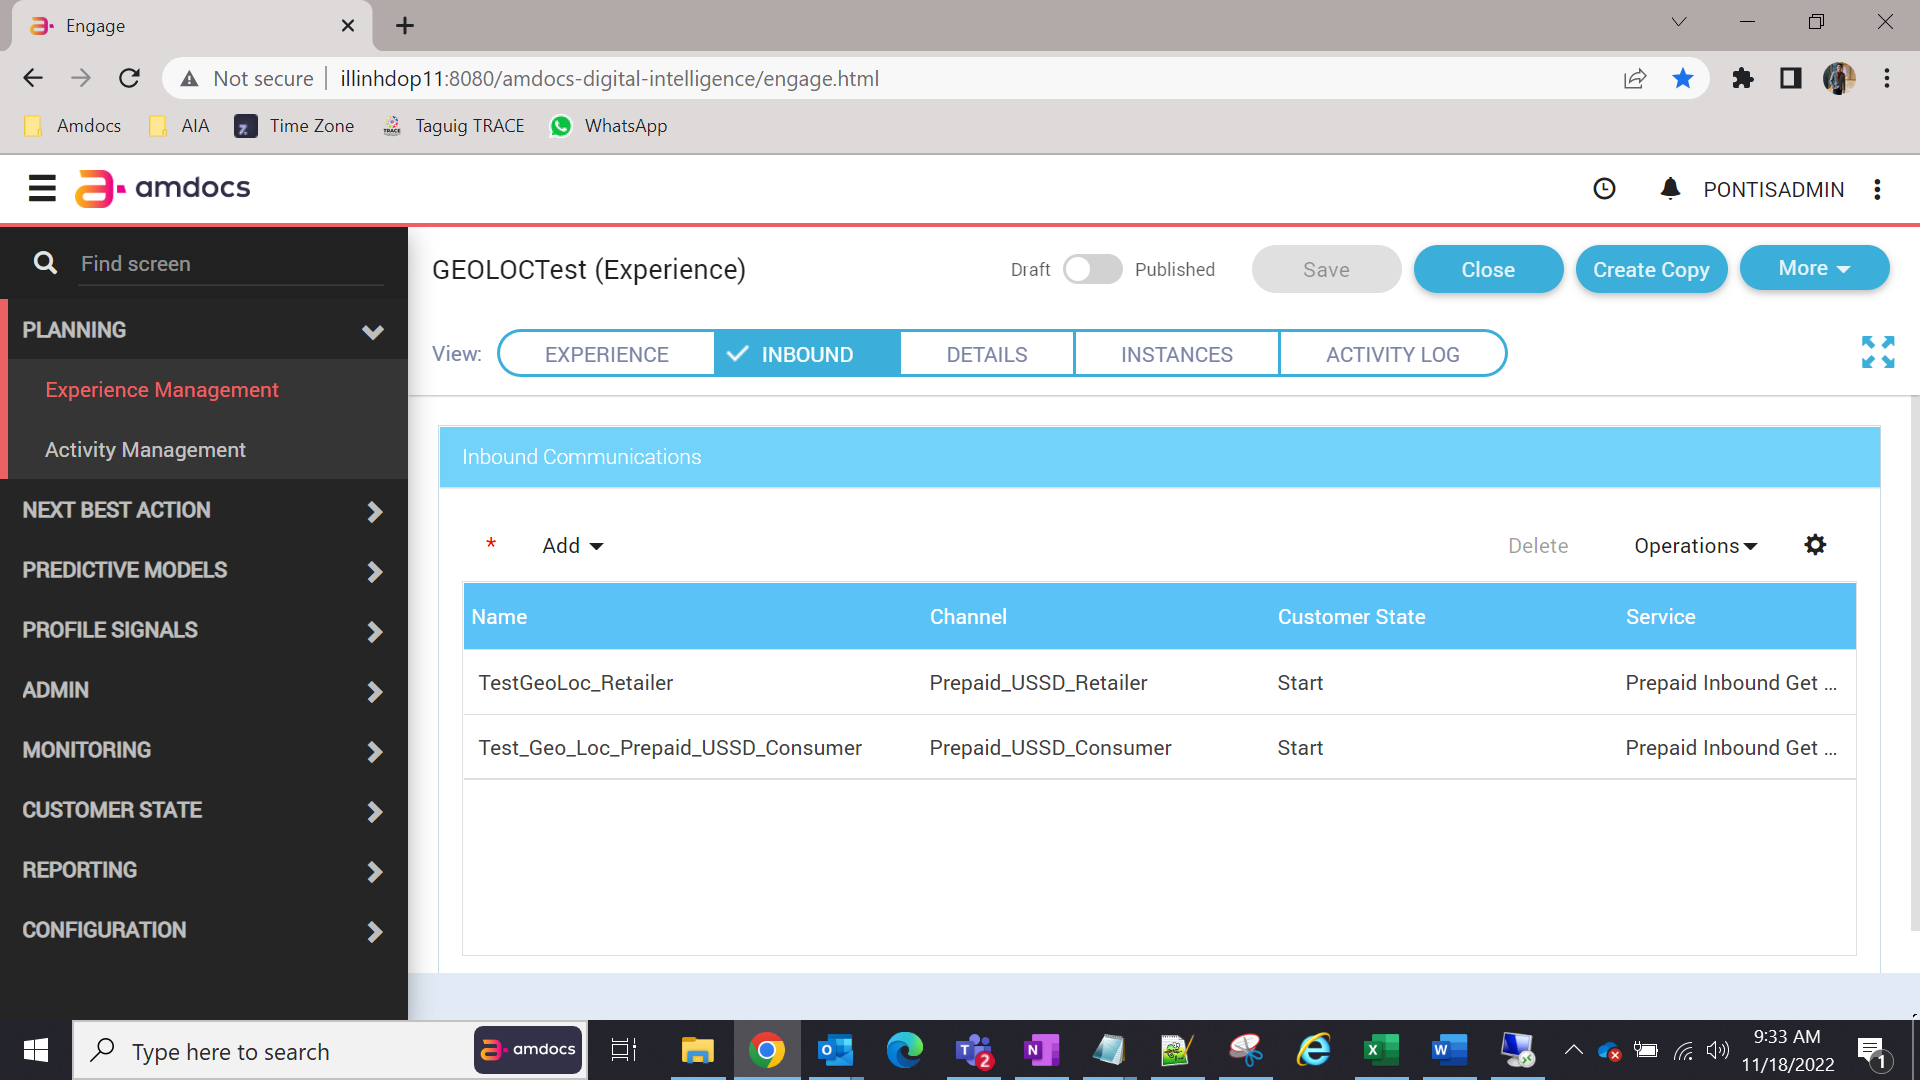 Engage
Not secure illinhdop11:8080/amdocs-digital-intelligence/engage.html
Amdocs AIA Time Zone Taguig TRACE WhatsApp
amdocs PONTISADMIN
Find screen
PLANNING
Experience Management
Activity Management
NEXT BEST ACTION
PREDICTIVE MODELS
PROFILE SIGNALS
ADMIN
MONITORING
CUSTOMER STATE
REPORTING
CONFIGURATION
GEOLOCTest (Experience) Draft Published Save Close Create Copy More
View: EXPERIENCE INBOUND DETAILS INSTANCES ACTIVITY LOG
Inbound Communications
* Add Delete Operations
Name Channel Customer State Service
TestGeoLoc_Retailer Prepaid_USSD_Retailer Start Prepaid Inbound Get ...
Test_Geo_Loc_Prepaid_USSD_Consumer Prepaid_USSD_Consumer Start Prepaid Inbound Get ...
Type here to search amdocs 2 9:33 AM
11/18/2022 1